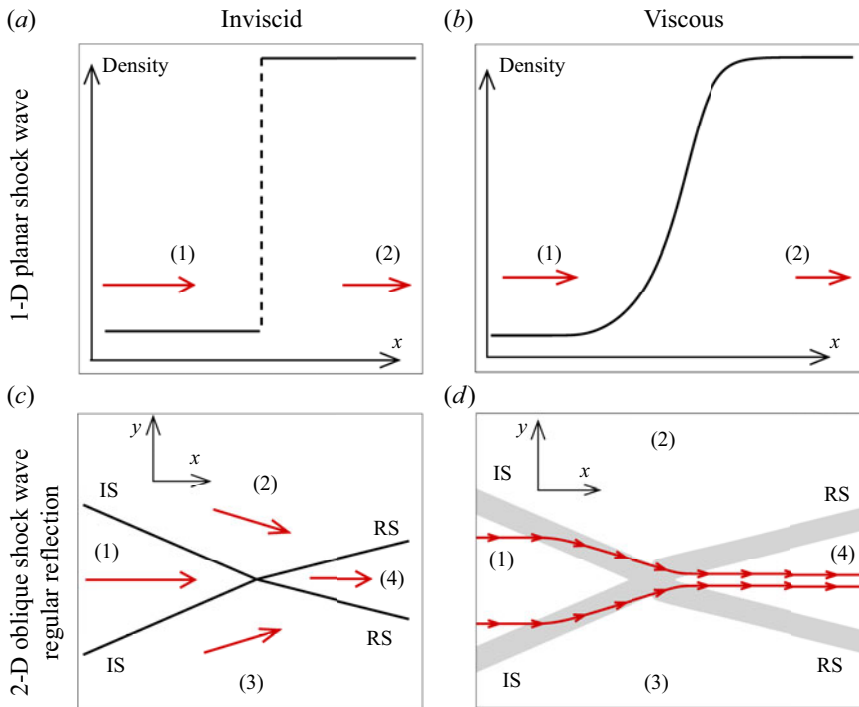 (a)
Inviscid
(b)
Viscous
1-D planar shock wave
Density
(1)
(2)
x
Density
(1)
(2)
x
(c)
(d)
2-D oblique shock wave
regular reflection
y
x
IS
(2)
(1)
RS
(4)
IS
RS
(3)
y
x
(2)
IS
RS
(1)
(4)
IS
(3)
RS